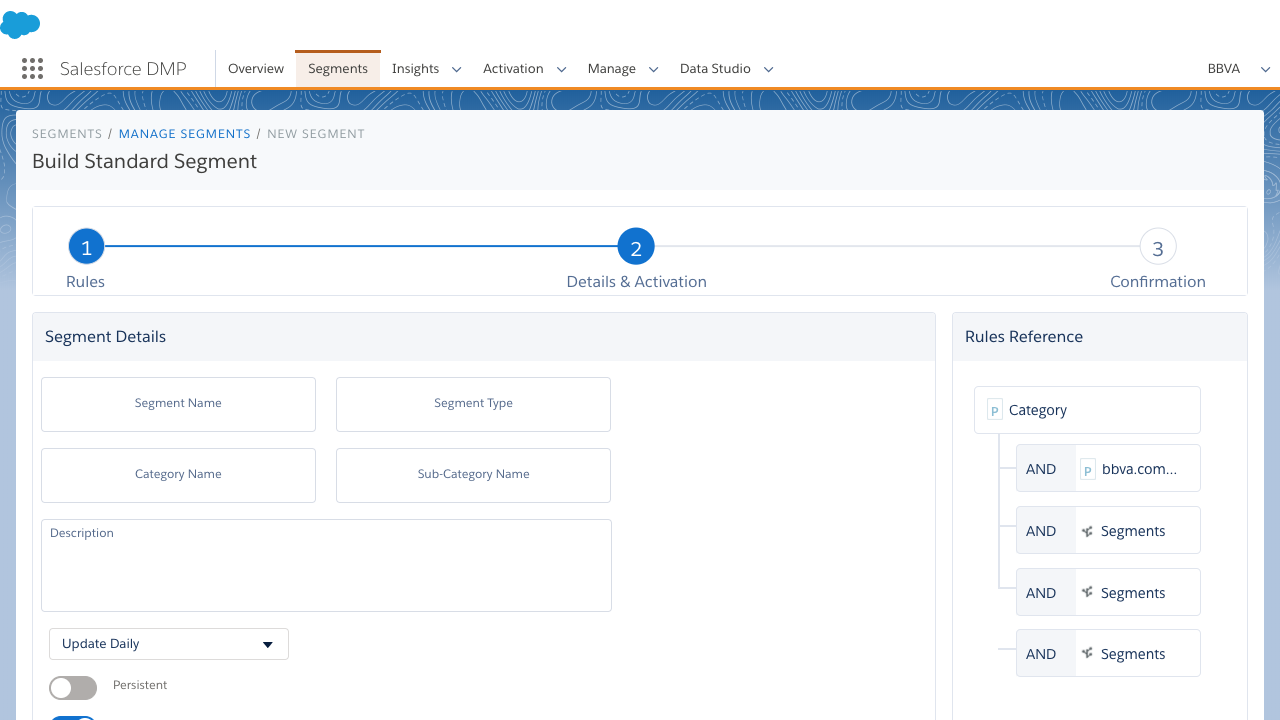 Salesforce DMP
Overview
Segments
Insights
Activation
Manage
Data Studio
BBVA
SEGMENTS / MANAGE SEGMENTS / NEW SEGMENT
Build Standard Segment
1
2
3
Rules
Details & Activation
Confirmation
Segment Details
Segment Name
Segment Type
Category Name
Sub-Category Name
Description
Update Daily
Persistent
Rules Reference
P Category
AND P bbva.com...
AND Segments
AND Segments
AND Segments